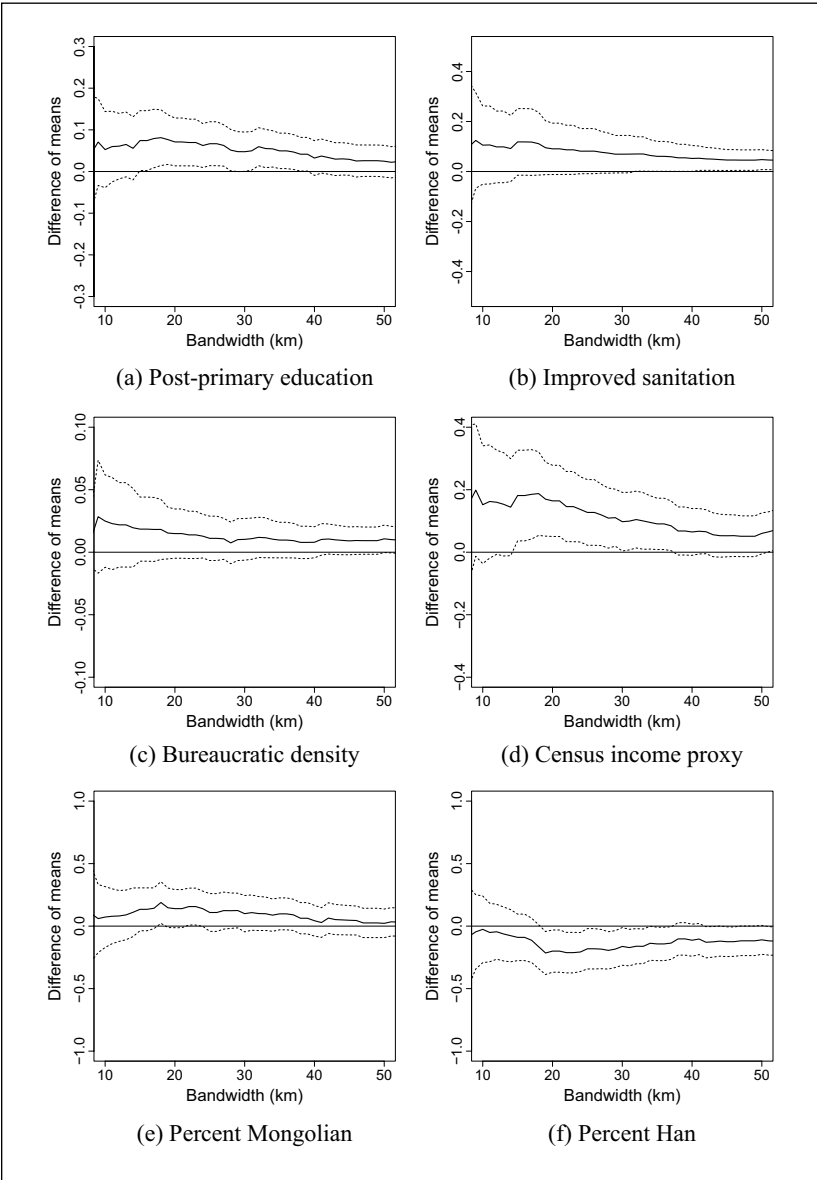 Difference of means
0.3
0.2
0.1
0.0
−0.1
−0.2
−0.3
10 20 30 40 50
Bandwidth (km)
(a) Post-primary education
Difference of means
0.4
0.2
0.0
−0.2
−0.4
10 20 30 40 50
Bandwidth (km)
(b) Improved sanitation
Difference of means
0.10
0.05
0.00
−0.05
−0.10
10 20 30 40 50
Bandwidth (km)
(c) Bureaucratic density
Difference of means
0.4
0.2
0.0
−0.2
−0.4
10 20 30 40 50
Bandwidth (km)
(d) Census income proxy
Difference of means
1.0
0.5
0.0
−0.5
−1.0
10 20 30 40 50
Bandwidth (km)
(e) Percent Mongolian
Difference of means
1.0
0.5
0.0
−0.5
−1.0
10 20 30 40 50
Bandwidth (km)
(f) Percent Han